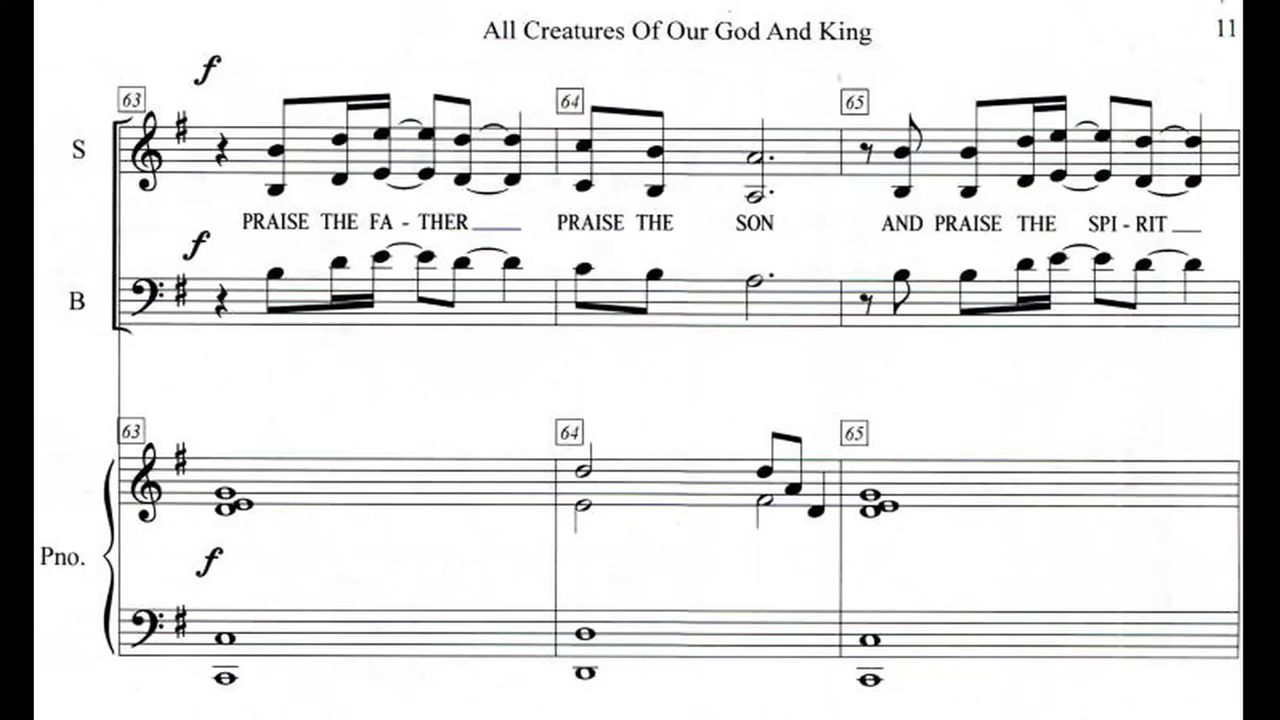 All Creatures Of Our God And King
11
f
63
64
65
S
PRAISE THE FA - THER PRAISE THE SON AND PRAISE THE SPI - RIT
f
B
63
64
65
Pno.
f